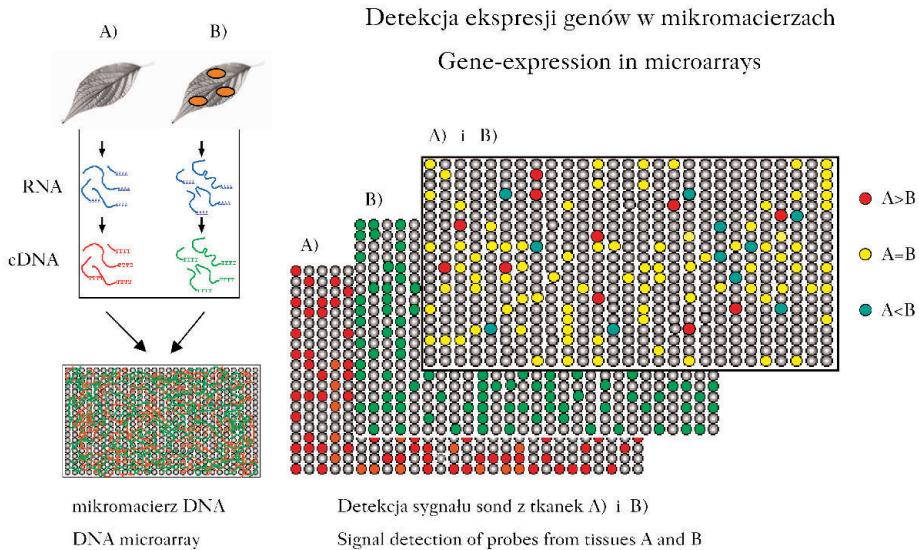 Detekcja ekspresji genów w mikromacierzach
Gene-expression in microarrays
A)
B)
RNA
cDNA
mikromacierz DNA
DNA microarray
A)
B)
A) i B)
A>B
A=B
A<B
Detekcja sygnału sond z tkanek A) i B)
Signal detection of probes from tissues A and B